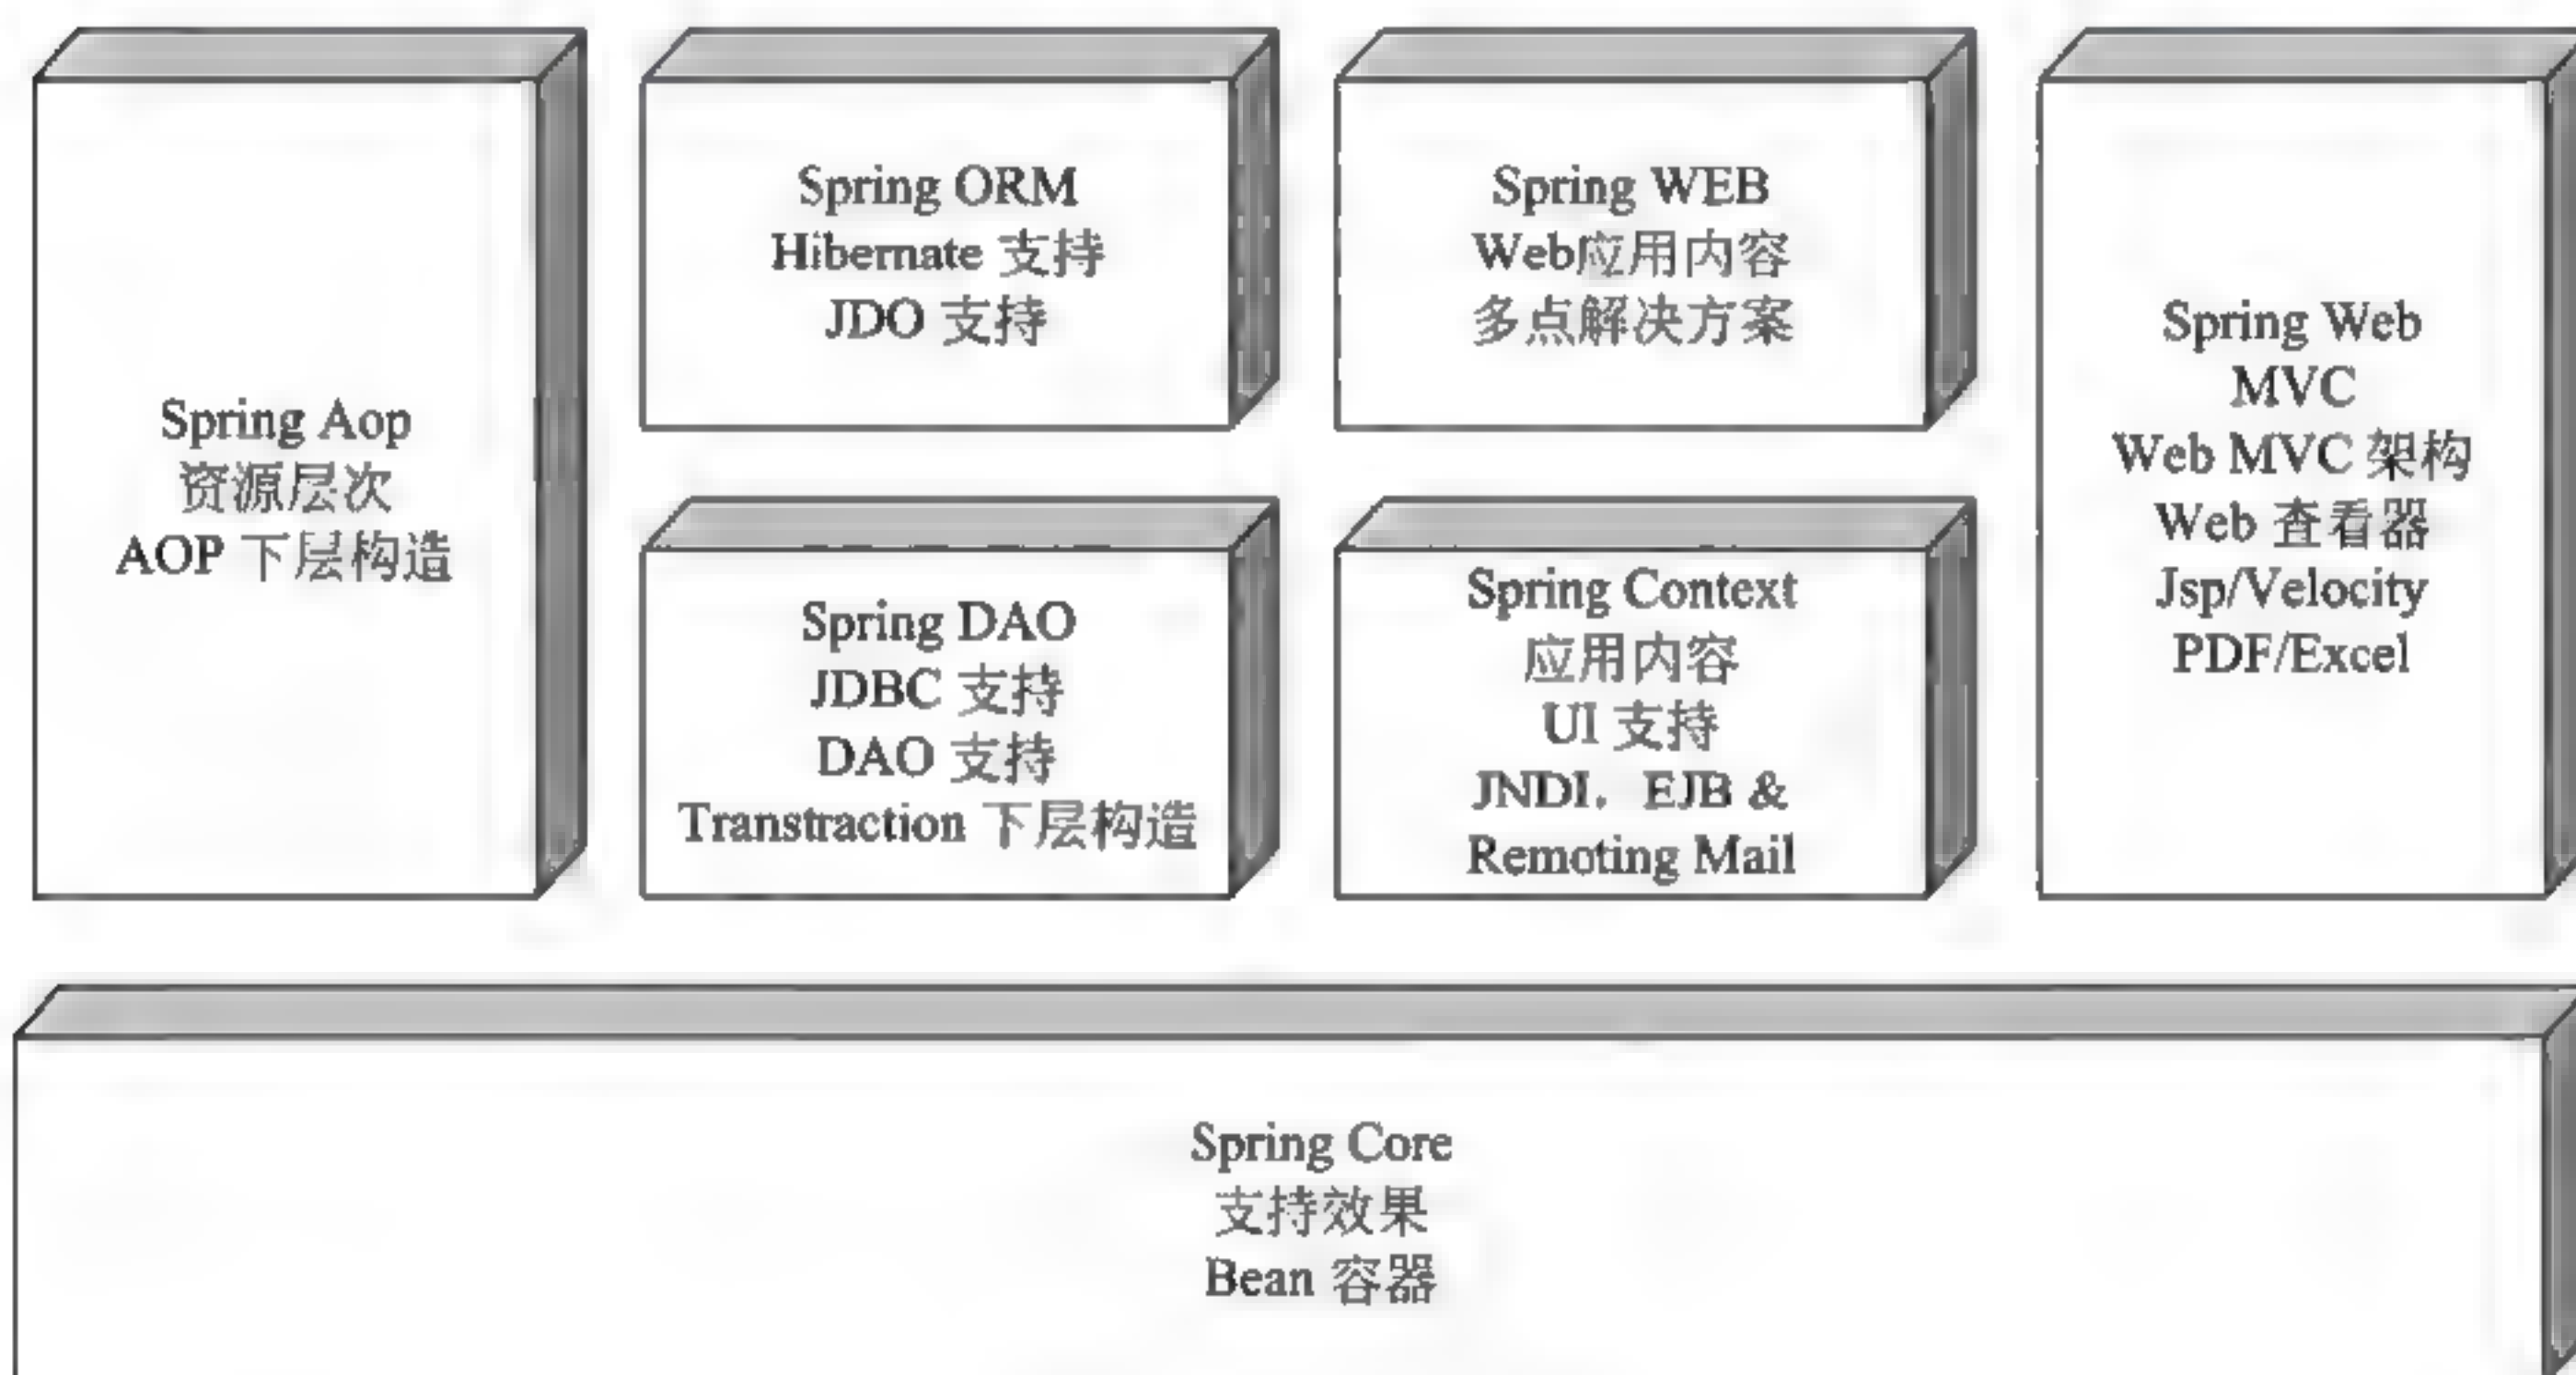 Spring Aop
资源层次
AOP 下层构造
Spring ORM
Hibernate 支持
JDO 支持
Spring WEB
Web应用内容
多点解决方案
Spring DAO
JDBC 支持
DAO 支持
Transtraction 下层构造
Spring Context
应用内容
UI 支持
JNDI，EJB &
Remoting Mail
Spring Web
MVC
Web MVC 架构
Web 查看器
Jsp/Velocity
PDF/Excel
Spring Core
支持效果
Bean 容器